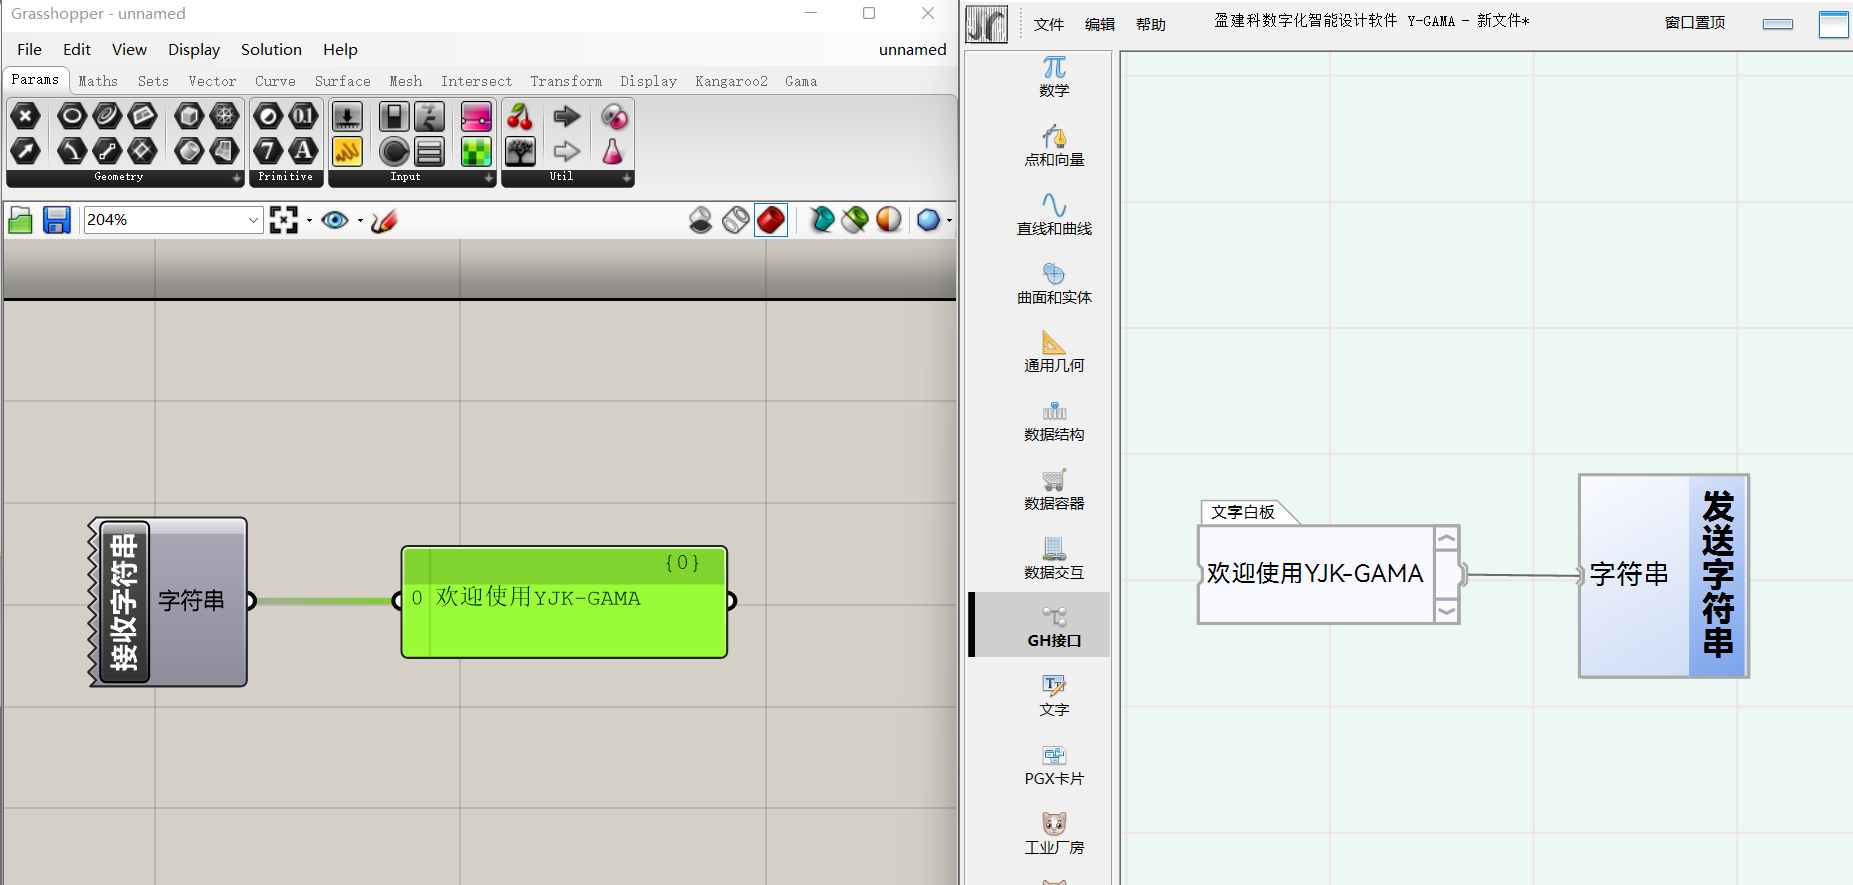 Grasshopper - unnamed
File Edit View Display Solution Help
unnamed
Params Maths Sets Vector Curve Surface Mesh Intersect Transform Display Kangaroo2 Gama
0.1
7 A
Geometry Primitive Input Util
204%
接收字符串
字符串
{0}
0 欢迎使用YJK-GAMA
文件 编辑 帮助
盈建科数字化智能设计软件 Y-GAMA - 新文件*
窗口置顶
数学
点和向量
直线和曲线
曲面和实体
通用几何
数据结构
数据容器
数据交互
GH接口
文字
PGX卡片
工业厂房
文字白板
欢迎使用YJK-GAMA
字符串
发送字符串